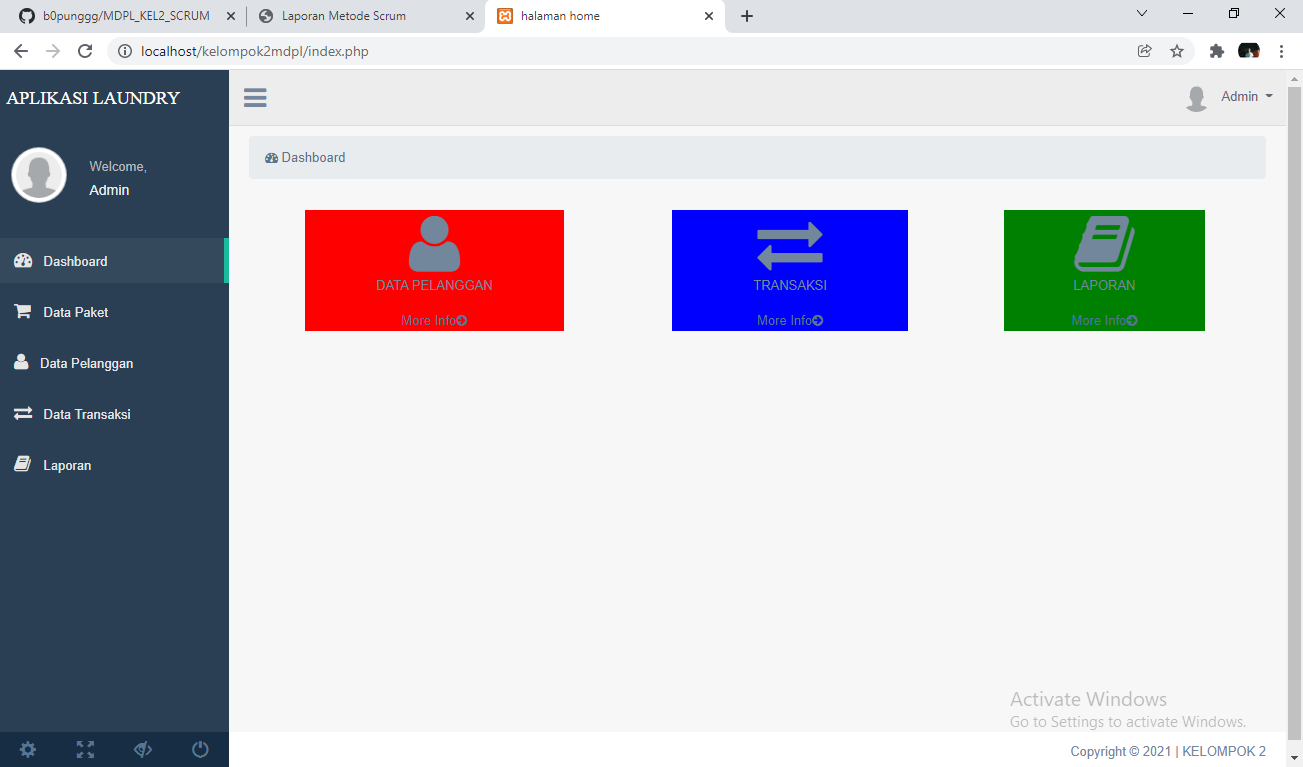 b0punggg/MDPL_KEL2_SCRUM
Laporan Metode Scrum
halaman home
localhost/kelompok2mdpl/index.php
APLIKASI LAUNDRY
Admin
Welcome,
Admin
Dashboard
Dashboard
Data Paket
Data Pelanggan
Data Transaksi
Laporan
DATA PELANGGAN
More Info
TRANSAKSI
More Info
LAPORAN
More Info
Activate Windows
Go to Settings to activate Windows.
Copyright © 2021 | KELOMPOK 2